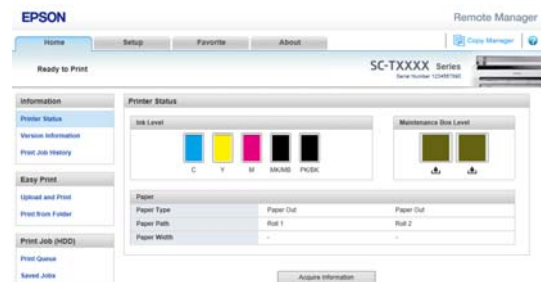 EPSON
Remote Manager
Home Setup Favorite About
Copy Manager
Ready to Print
SC-TXXXX Series
Serial Number 1234567890
Information
Printer Status
Version Information
Print Job History
Easy Print
Upload and Print
Print from Folder
Print Job (HDD)
Print Queue
Saved Jobs
Printer Status
Ink Level
Maintenance Box Level
C Y M MK/MB PK/BK
Paper
Paper Type Paper Out Paper Out
Paper Path Roll 1 Roll 2
Paper Width - -
Acquire Information